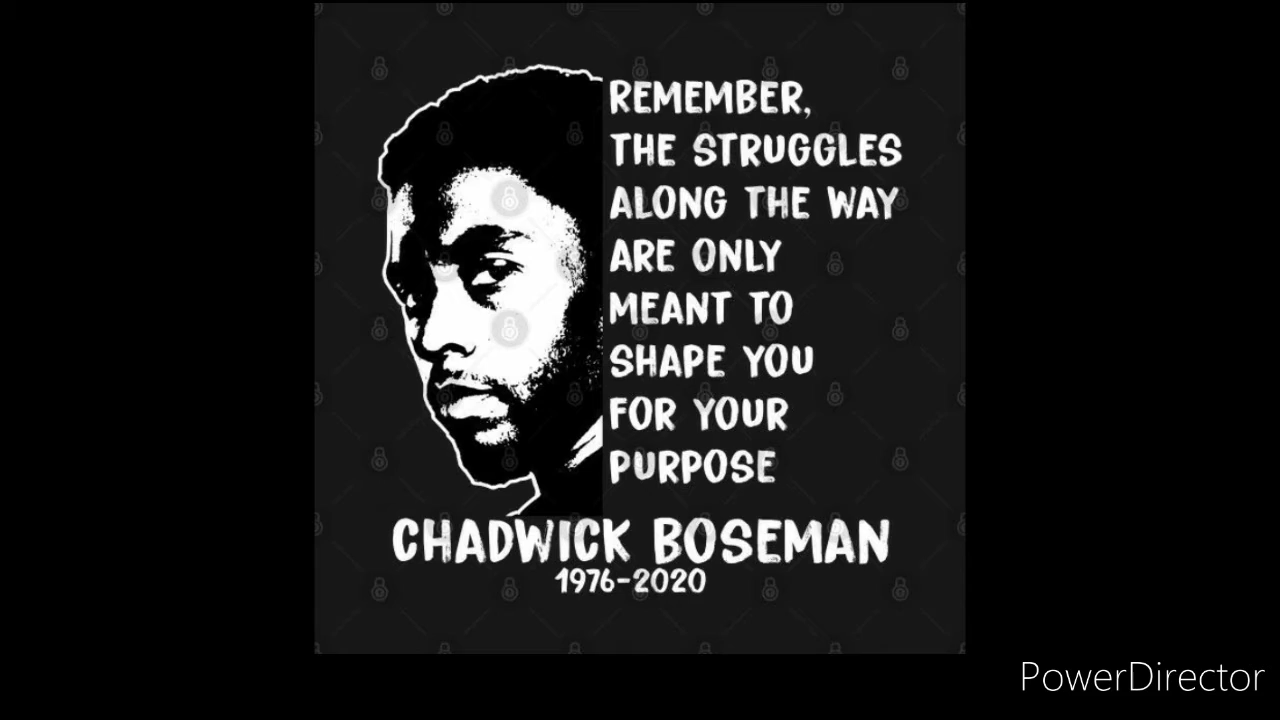 REMEMBER,
THE STRUGGLES
ALONG THE WAY
ARE ONLY
MEANT TO
SHAPE YOU
FOR YOUR
PURPOSE
CHADWICK BOSEMAN
1976-2020
PowerDirector